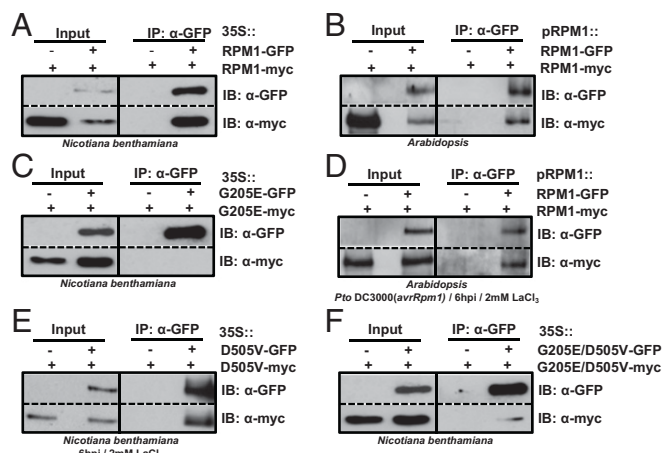 A
Input
IP: α-GFP
35S::
- + - + RPM1-GFP
+ + + + RPM1-myc
IB: α-GFP
IB: α-myc
Nicotiana benthamiana
B
Input
IP: α-GFP
pRPM1::
- + - + RPM1-GFP
+ + + + RPM1-myc
IB: α-GFP
IB: α-myc
Arabidopsis
C
Input
IP: α-GFP
35S::
- + - + G205E-GFP
+ + + + G205E-myc
IB: α-GFP
IB: α-myc
Nicotiana benthamiana
D
Input
IP: α-GFP
pRPM1::
- + - + RPM1-GFP
+ + + + RPM1-myc
IB: α-GFP
IB: α-myc
Arabidopsis
Pto DC3000(avrRpm1) / 6hpi / 2mM LaCl₃
E
Input
IP: α-GFP
35S::
- + - + D505V-GFP
+ + + + D505V-myc
IB: α-GFP
IB: α-myc
Nicotiana benthamiana
6hpi / 2mM LaCl
F
Input
IP: α-GFP
35S::
- + - + G205E/D505V-GFP
+ + + + G205E/D505V-myc
IB: α-GFP
IB: α-myc
Nicotiana benthamiana